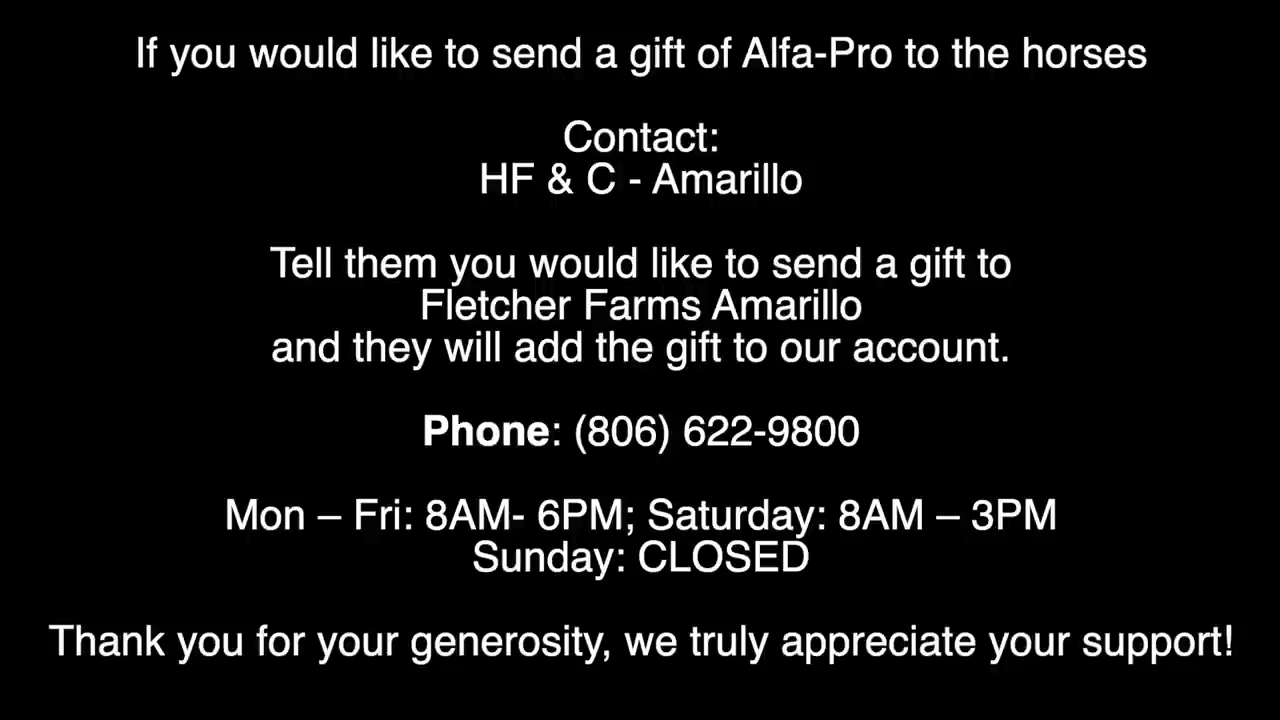 If you would like to send a gift of Alfa-Pro to the horses
Contact:
HF & C - Amarillo
Tell them you would like to send a gift to
Fletcher Farms Amarillo
and they will add the gift to our account.
Phone: (806) 622-9800
Mon – Fri: 8AM- 6PM; Saturday: 8AM – 3PM
Sunday: CLOSED
Thank you for your generosity, we truly appreciate your support!